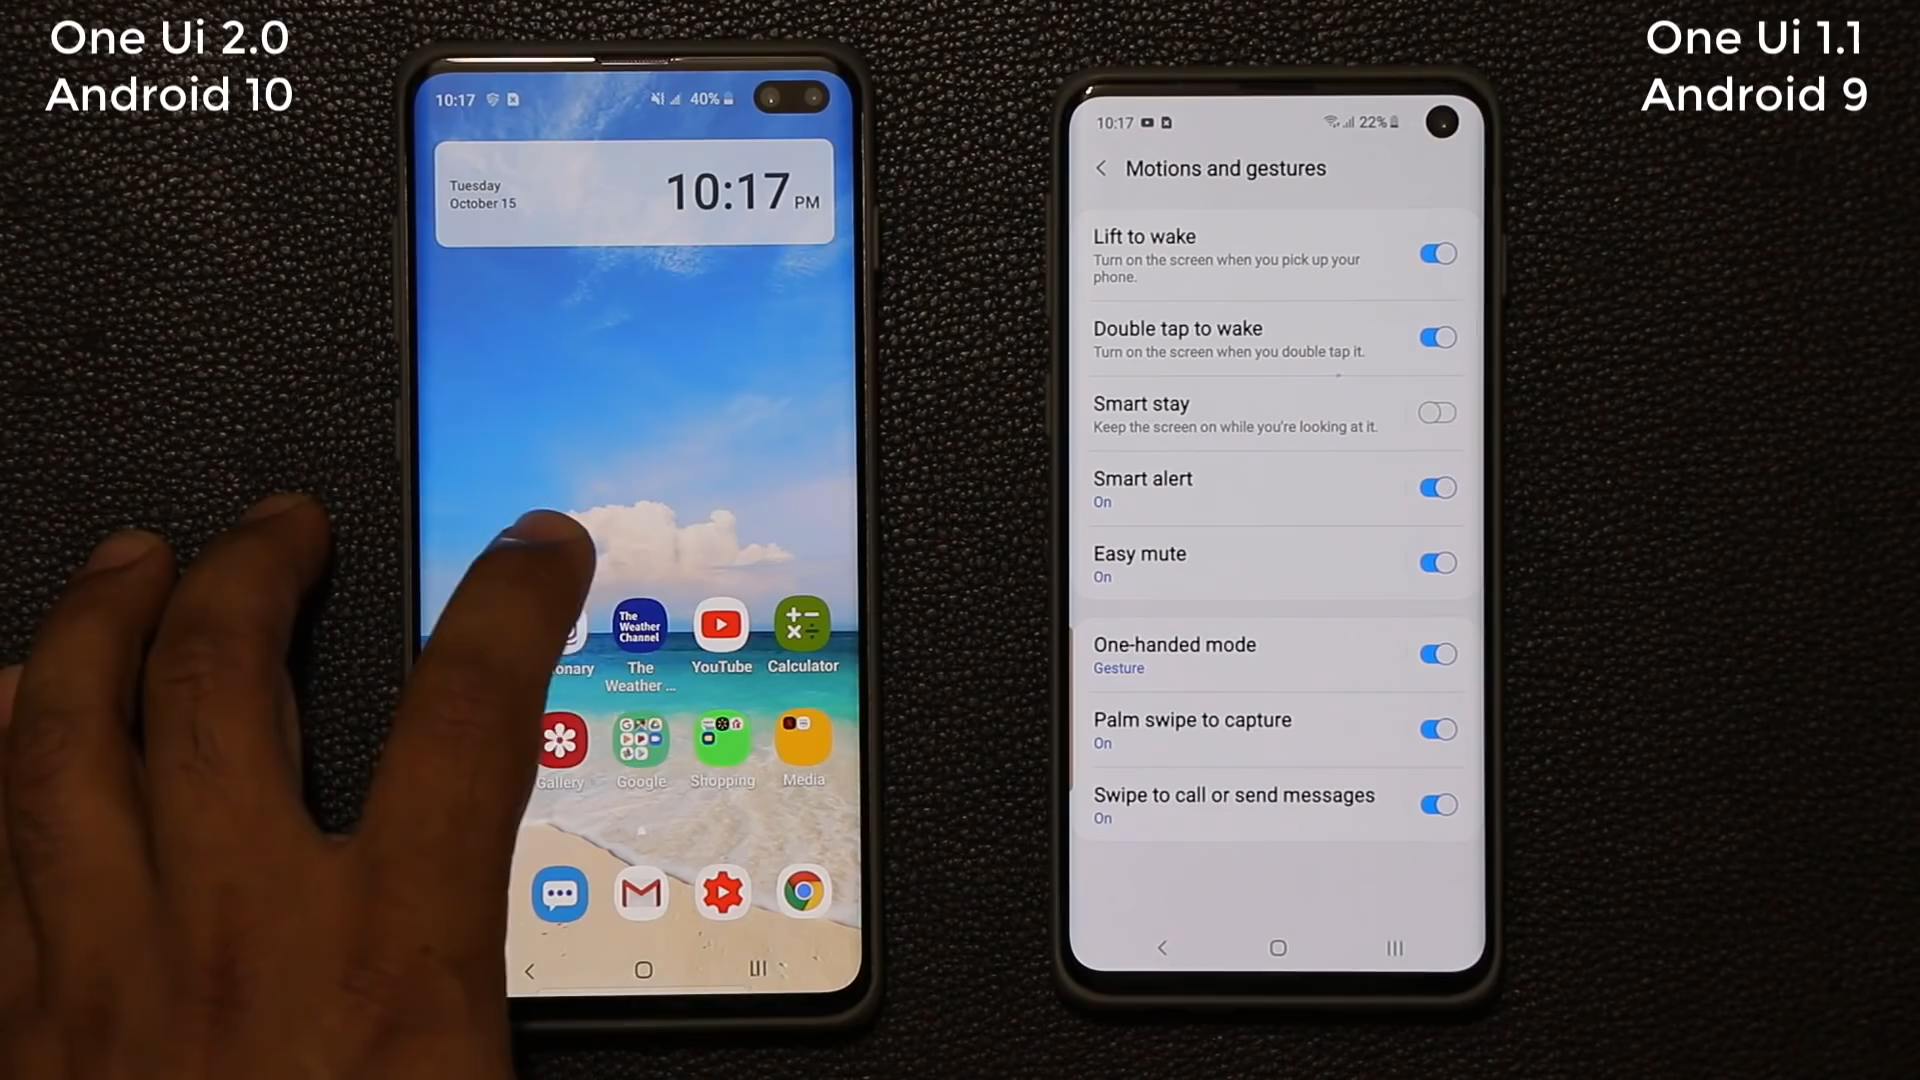 One Ui 2.0
Android 10
One Ui 1.1
Android 9
10:17
40%
Tuesday
October 15
10:17 PM
The
Weather
Channel
onary
The
Weather ...
YouTube
Calculator
Gallery
Google
Shopping
Media
10:17
22%
Motions and gestures
Lift to wake
Turn on the screen when you pick up your
phone.
Double tap to wake
Turn on the screen when you double tap it.
Smart stay
Keep the screen on while you're looking at it.
Smart alert
On
Easy mute
On
One-handed mode
Gesture
Palm swipe to capture
On
Swipe to call or send messages
On